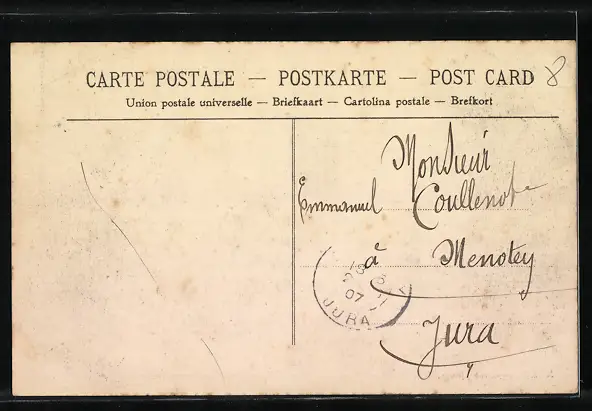 CARTE POSTALE — POSTKARTE — POST CARD 8
Union postale universelle — Briefkaart — Cartolina postale — Brefkort
Monsieur
Emmanuel Coullenot
à Menotey
Jura
07
JURA